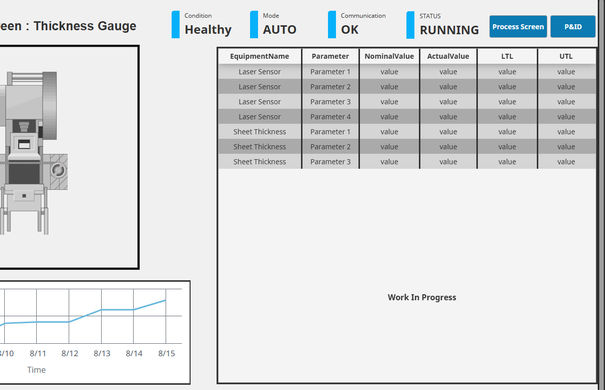 een : Thickness Gauge
Condition
Healthy
Mode
AUTO
Communication
OK
STATUS
RUNNING
Process Screen
P&ID
EquipmentName Parameter NominalValue ActualValue LTL UTL
Laser Sensor Parameter 1 value value value value
Laser Sensor Parameter 2 value value value value
Laser Sensor Parameter 3 value value value value
Laser Sensor Parameter 4 value value value value
Sheet Thickness Parameter 1 value value value value
Sheet Thickness Parameter 2 value value value value
Sheet Thickness Parameter 3 value value value value
Work In Progress
8/10 8/11 8/12 8/13 8/14 8/15
Time